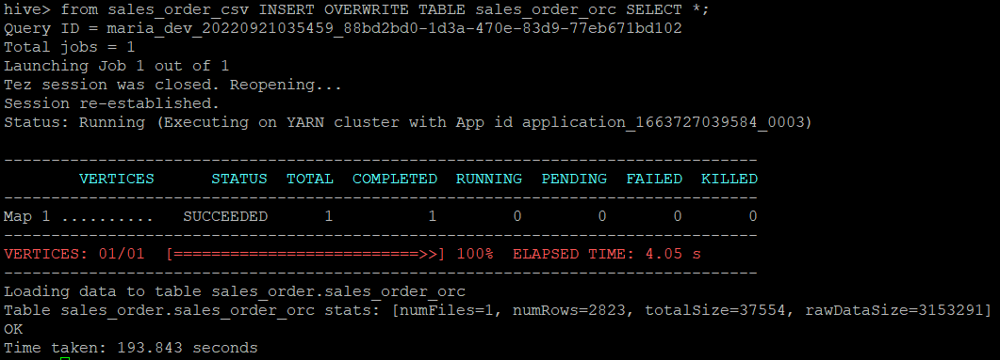 hive> from sales_order_csv INSERT OVERWRITE TABLE sales_order_orc SELECT *;
Query ID = maria_dev_20220921035459_88bd2bd0-1d3a-470e-83d9-77eb671bd102
Total jobs = 1
Launching Job 1 out of 1
Tez session was closed. Reopening...
Session re-established.
Status: Running (Executing on YARN cluster with App id application_1663727039584_0003)
--------------------------------------------------------------------------------
        VERTICES      STATUS  TOTAL  COMPLETED  RUNNING  PENDING  FAILED  KILLED
--------------------------------------------------------------------------------
Map 1 ..........   SUCCEEDED      1          1        0        0       0       0
--------------------------------------------------------------------------------
VERTICES: 01/01  [==========================>>] 100%  ELAPSED TIME: 4.05 s
--------------------------------------------------------------------------------
Loading data to table sales_order.sales_order_orc
Table sales_order.sales_order_orc stats: [numFiles=1, numRows=2823, totalSize=37554, rawDataSize=3153291]
OK
Time taken: 193.843 seconds